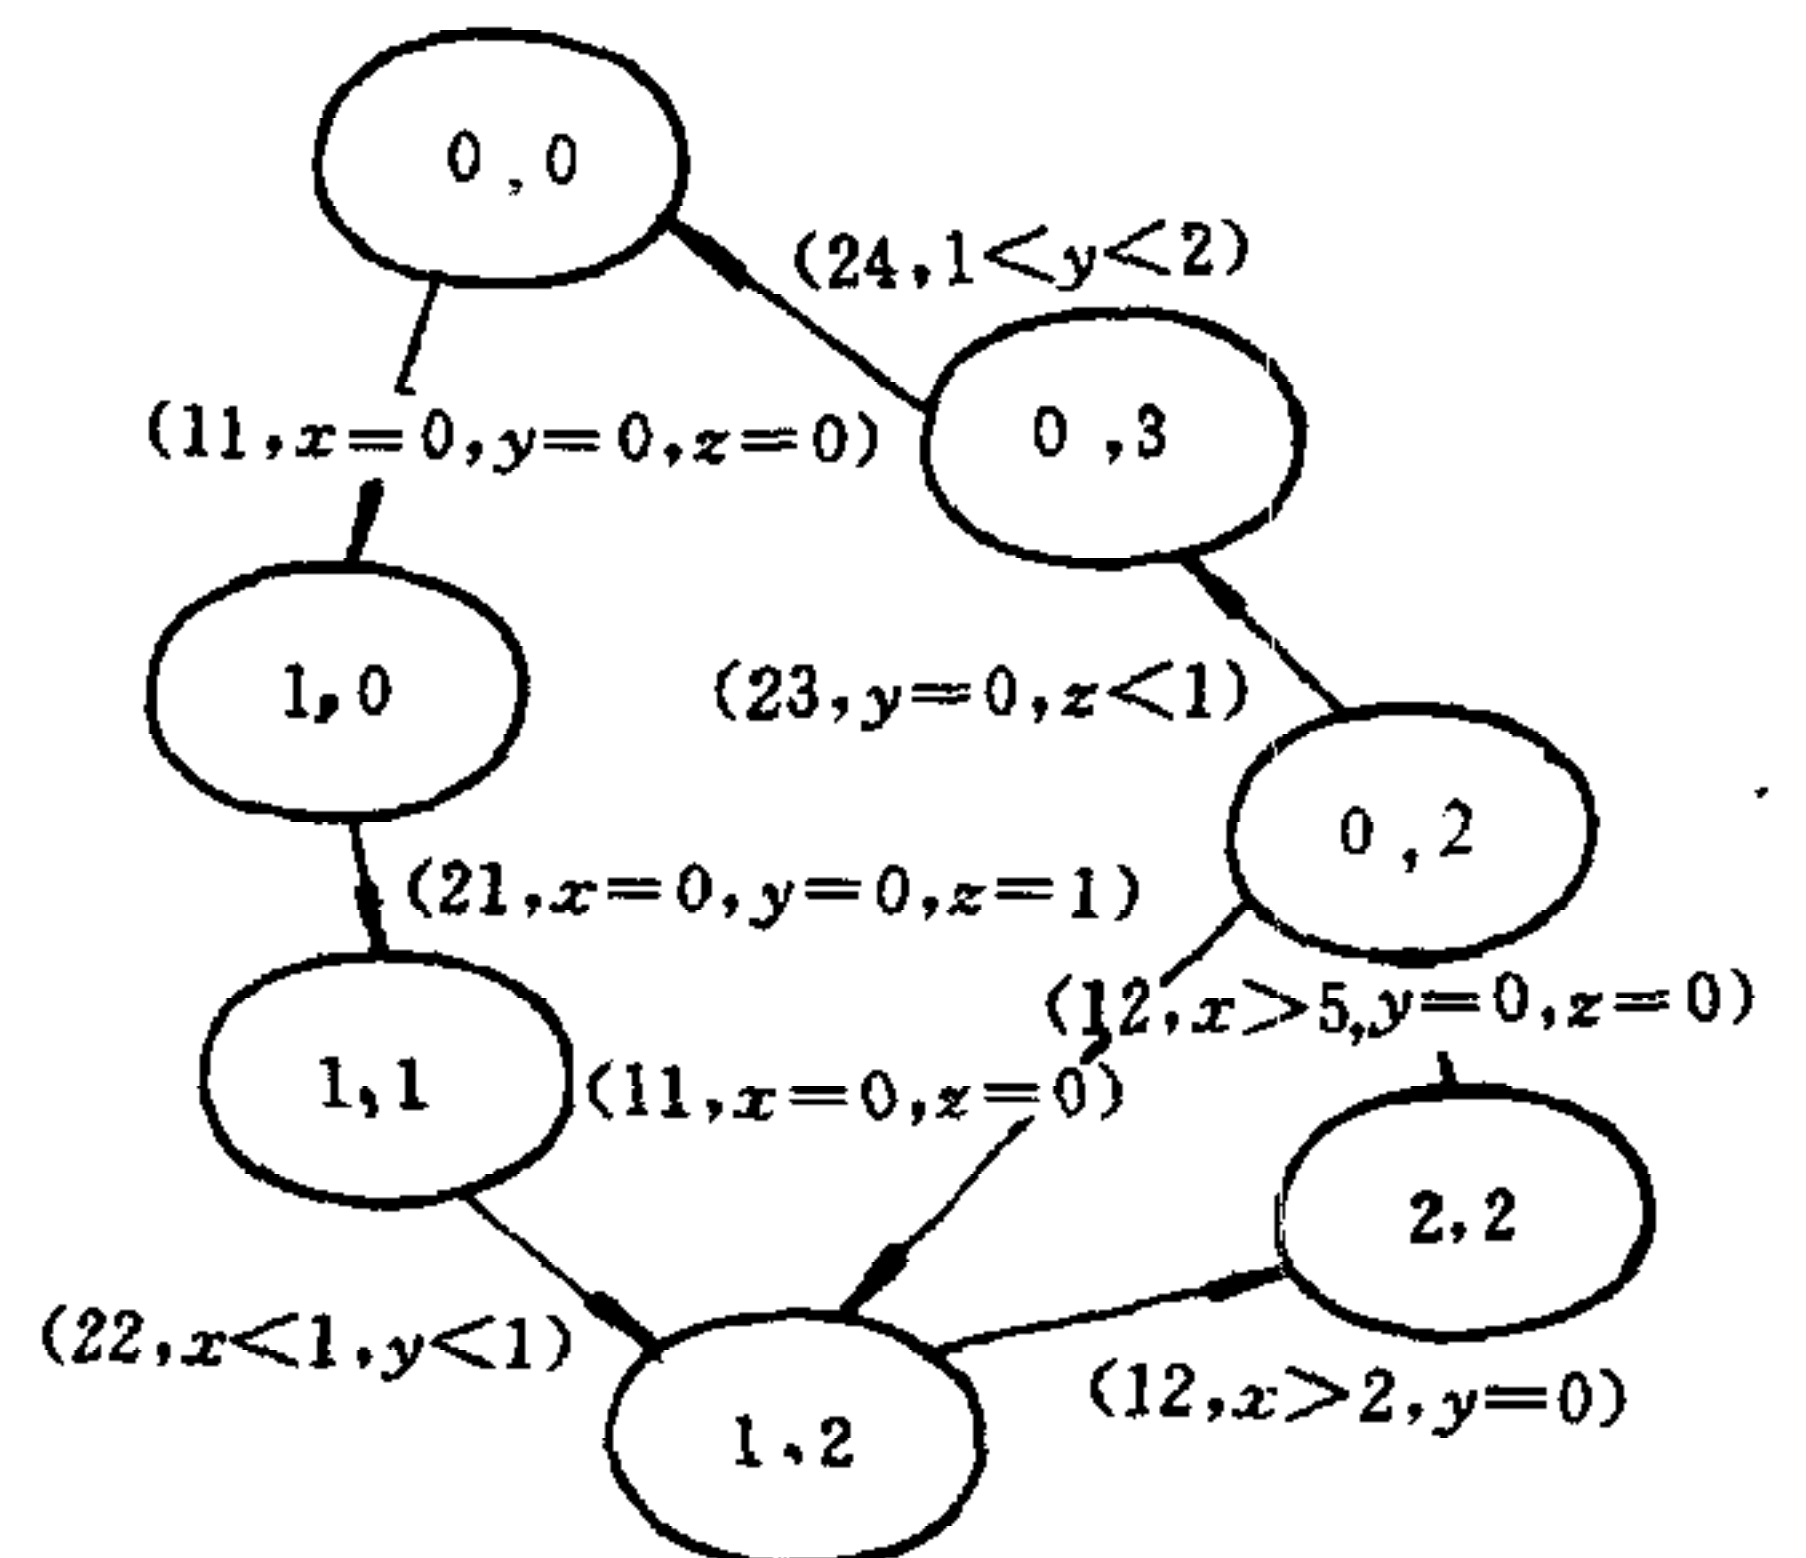 0,0
(24,1<y<2)
(11,x=0,y=0,z=0)
0,3
1,0
(23,y=0,z<1)
0,2
(21,x=0,y=0,z=1)
(12,x>5,y=0,z=0)
1,1
(11,x=0,z=0)
2,2
(22,x<1,y<1)
(12,x>2,y=0)
1,2